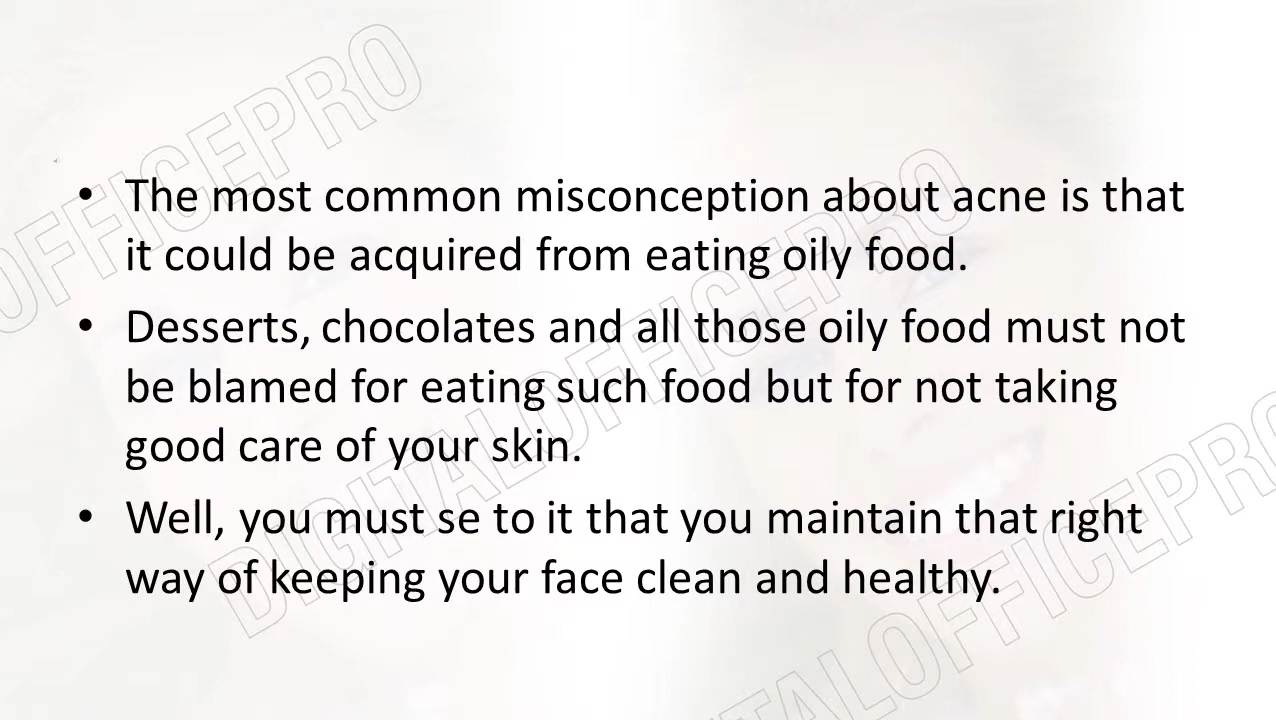 • The most common misconception about acne is that
it could be acquired from eating oily food.
• Desserts, chocolates and all those oily food must not
be blamed for eating such food but for not taking
good care of your skin.
• Well, you must se to it that you maintain that right
way of keeping your face clean and healthy.
OFFICEPRO
DIGITALOFFICEPRO
DIGITALOFFICEPRO